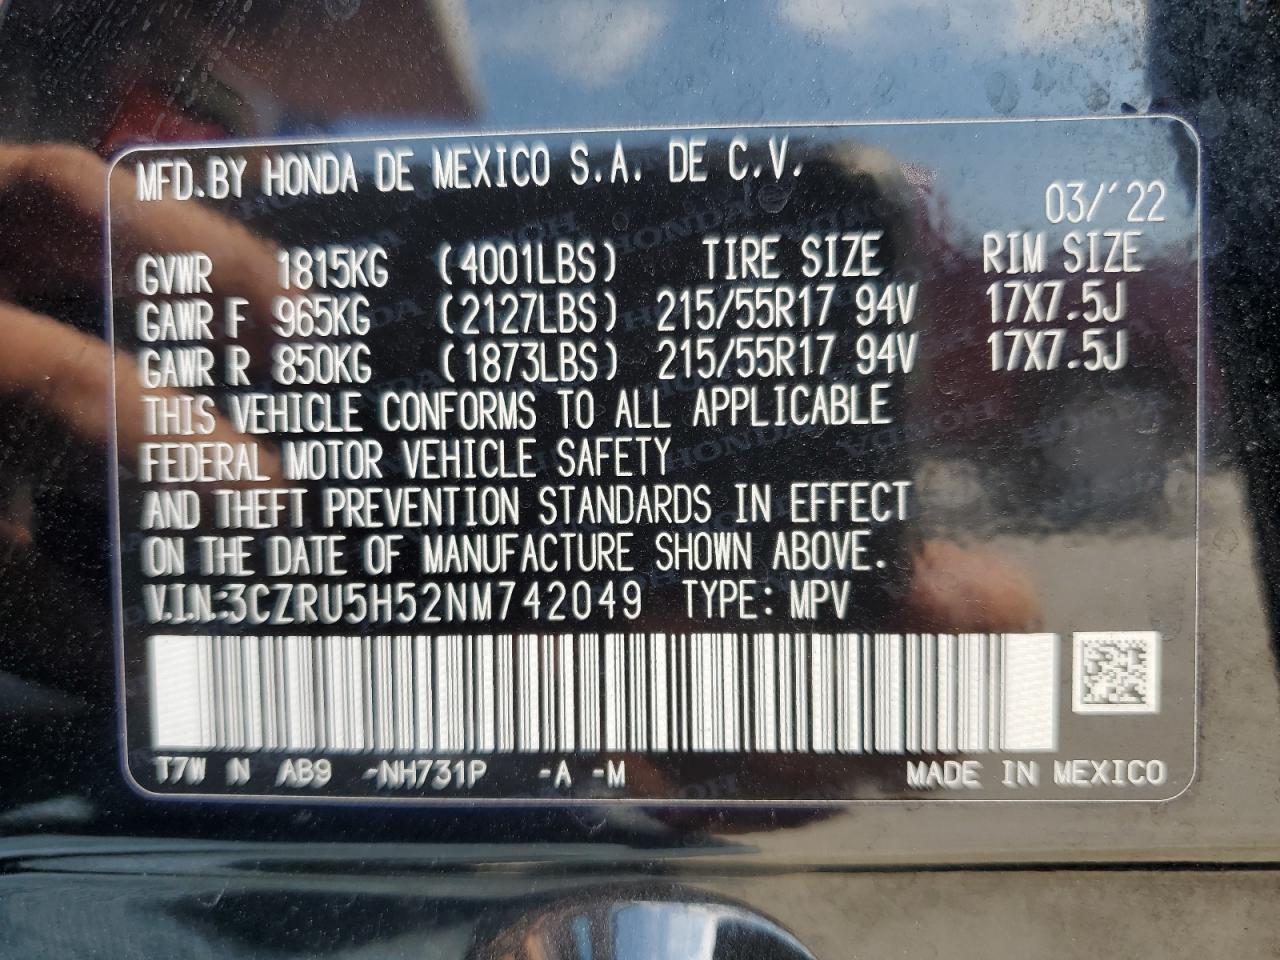 MFD.BY HONDA DE MEXICO S.A. DE C.V.
03/'22
GVWR 1815KG (4001LBS) TIRE SIZE RIM SIZE
GAWR F 965KG (2127LBS) 215/55R17 94V 17X7.5J
GAWR R 850KG (1873LBS) 215/55R17 94V 17X7.5J
THIS VEHICLE CONFORMS TO ALL APPLICABLE
FEDERAL MOTOR VEHICLE SAFETY
AND THEFT PREVENTION STANDARDS IN EFFECT
ON THE DATE OF MANUFACTURE SHOWN ABOVE.
V.I.N.:3CZRU5H52NM742049 TYPE: MPV
T7W N AB9 -NH731P -A -M MADE IN MEXICO